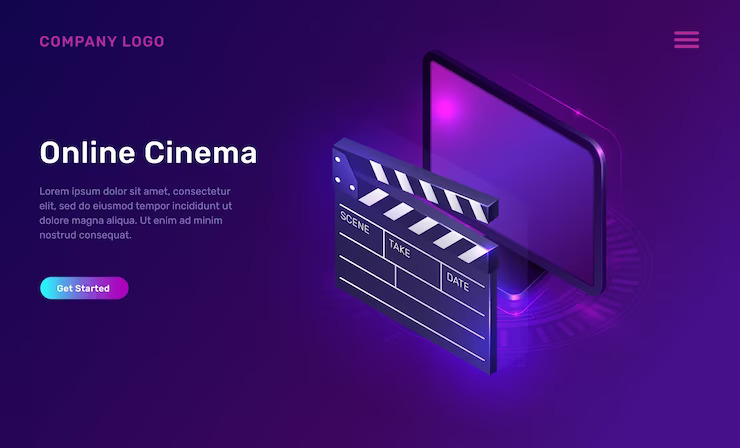 COMPANY LOGO
Online Cinema
Lorem ipsum dolor sit amet, consectetur
elit, sed do eiusmod tempor incididunt ut
dolore magna aliqua. Ut enim ad minim
nostrud consequat.
Get Started
SCENE
TAKE
DATE